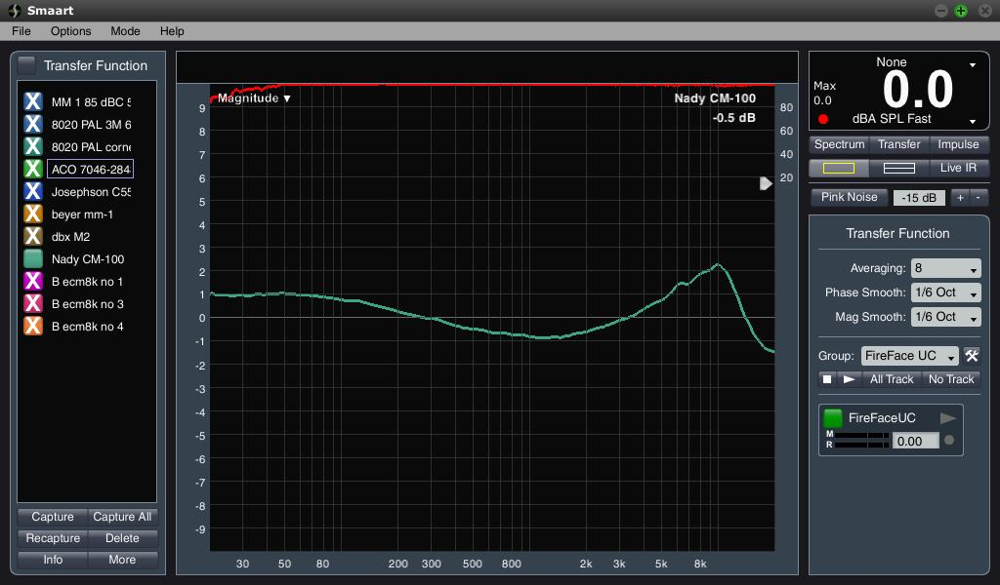 Smaart
File Options Mode Help
Transfer Function
MM 1 85 dBC 5
8020 PAL 3M 6
8020 PAL corne
ACO 7046-284
Josephson C55
beyer mm-1
dbx M2
Nady CM-100
B ecm8k no 1
B ecm8k no 3
B ecm8k no 4
Capture Capture All
Recapture Delete
Info More
Magnitude ▼
Nady CM-100
-0.5 dB
9
8
7
6
5
4
3
2
1
0
-1
-2
-3
-4
-5
-6
-7
-8
-9
80
60
40
20
30 50 80 200 300 500 800 2k 3k 5k 8k
None
Max
0.0
0.0
dBA SPL Fast
Spectrum Transfer Impulse
Live IR
Pink Noise -15 dB + -
Transfer Function
Averaging: 8
Phase Smooth: 1/6 Oct
Mag Smooth: 1/6 Oct
Group: FireFace UC
All Track No Track
FireFaceUC
M
R
0.00